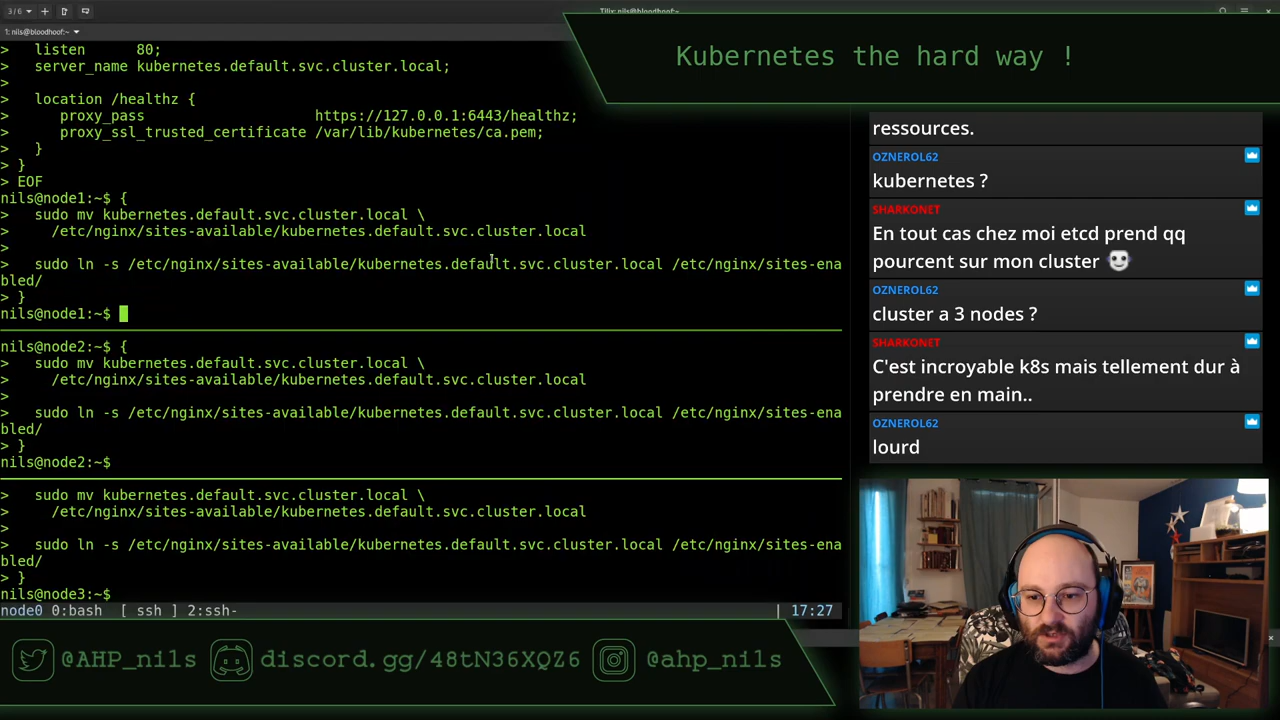 3/6
Tilix: nils@bloodhoof:~
1: nils@bloodhoof:~
>   listen      80;
>   server_name kubernetes.default.svc.cluster.local;
>
>   location /healthz {
>      proxy_pass                    https://127.0.0.1:6443/healthz;
>      proxy_ssl_trusted_certificate /var/lib/kubernetes/ca.pem;
>   }
> }
> EOF
nils@node1:~$ {
>   sudo mv kubernetes.default.svc.cluster.local \
>     /etc/nginx/sites-available/kubernetes.default.svc.cluster.local
>
>   sudo ln -s /etc/nginx/sites-available/kubernetes.default.svc.cluster.local /etc/nginx/sites-ena
bled/
> }
nils@node1:~$
nils@node2:~$ {
>   sudo mv kubernetes.default.svc.cluster.local \
>     /etc/nginx/sites-available/kubernetes.default.svc.cluster.local
>
>   sudo ln -s /etc/nginx/sites-available/kubernetes.default.svc.cluster.local /etc/nginx/sites-ena
bled/
> }
nils@node2:~$
>   sudo mv kubernetes.default.svc.cluster.local \
>     /etc/nginx/sites-available/kubernetes.default.svc.cluster.local
>
>   sudo ln -s /etc/nginx/sites-available/kubernetes.default.svc.cluster.local /etc/nginx/sites-ena
bled/
> }
nils@node3:~$
node0 0:bash  [ ssh ] 2:ssh-  | 17:27
Kubernetes the hard way !
ressources.
OZNEROL62
kubernetes ?
SHARKONET
En tout cas chez moi etcd prend qq
pourcent sur mon cluster 💀
OZNEROL62
cluster a 3 nodes ?
SHARKONET
C'est incroyable k8s mais tellement dur à
prendre en main..
OZNEROL62
lourd
@AHP_nils discord.gg/48tN36XQZ6 @ahp_nils